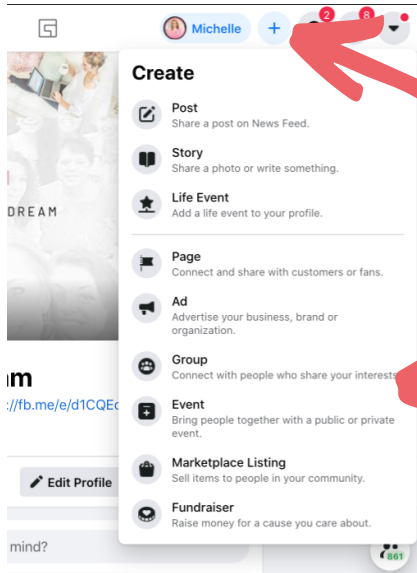 Michelle
+
2
8
Create
Post
Share a post on News Feed.
Story
Share a photo or write something.
Life Event
Add a life event to your profile.
DREAM
Page
Connect and share with customers or fans.
Ad
Advertise your business, brand or
organization.
Group
Connect with people who share your interests
am
://fb.me/e/d1CQEc
Event
Bring people together with a public or private
event.
Marketplace Listing
Sell items to people in your community.
Edit Profile
Fundraiser
Raise money for a cause you care about.
mind?
861